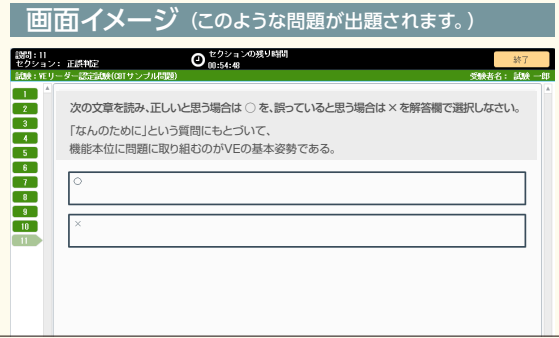 画面イメージ（このような問題が出題されます。）
設問：11
セクション： 正誤判定
セクションの残り時間
00:54:48
終了
試験：VEリーダー認定試験(CBTサンプル問題)
受験者名： 試験 一郎
1
2
3
4
5
6
7
8
9
10
11
次の文章を読み、正しいと思う場合は ○ を、誤っていると思う場合は × を解答欄で選択しなさい。
「なんのために」という質問にもとづいて、
機能本位に問題に取り組むのがVEの基本姿勢である。
○
×